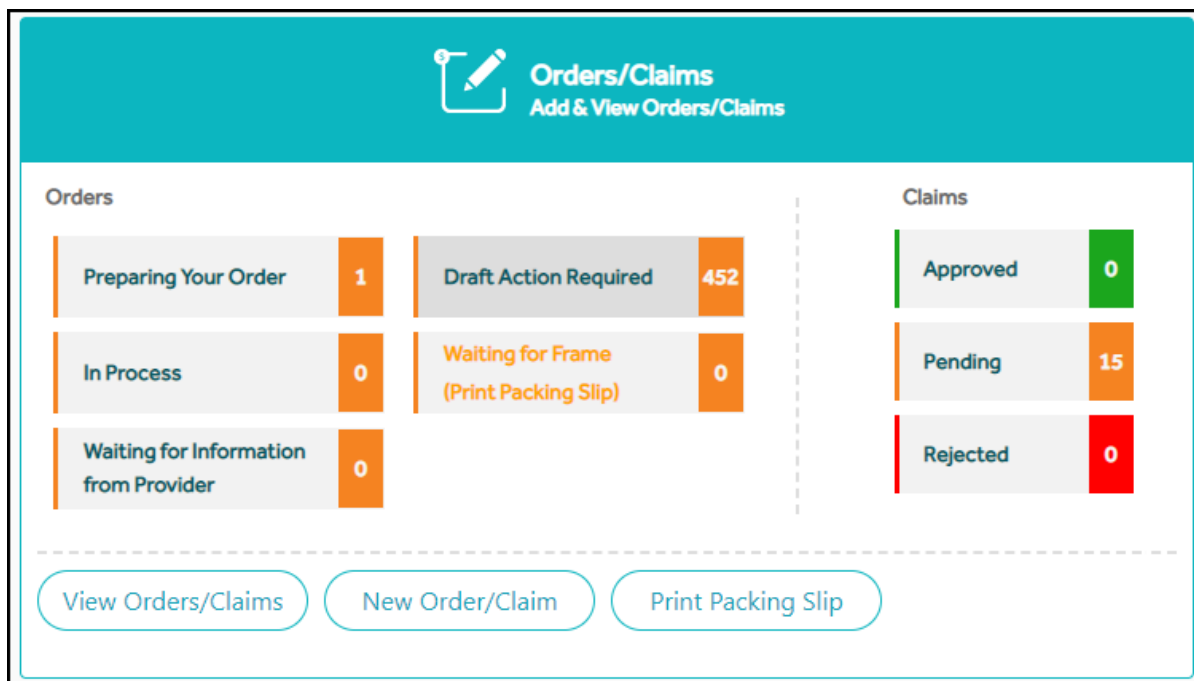 $
Orders/Claims
Add & View Orders/Claims
Orders
Preparing Your Order 1
In Process 0
Waiting for Information
from Provider
0
Draft Action Required 452
Waiting for Frame
(Print Packing Slip)
0
Claims
Approved 0
Pending 15
Rejected 0
View Orders/Claims
New Order/Claim
Print Packing Slip